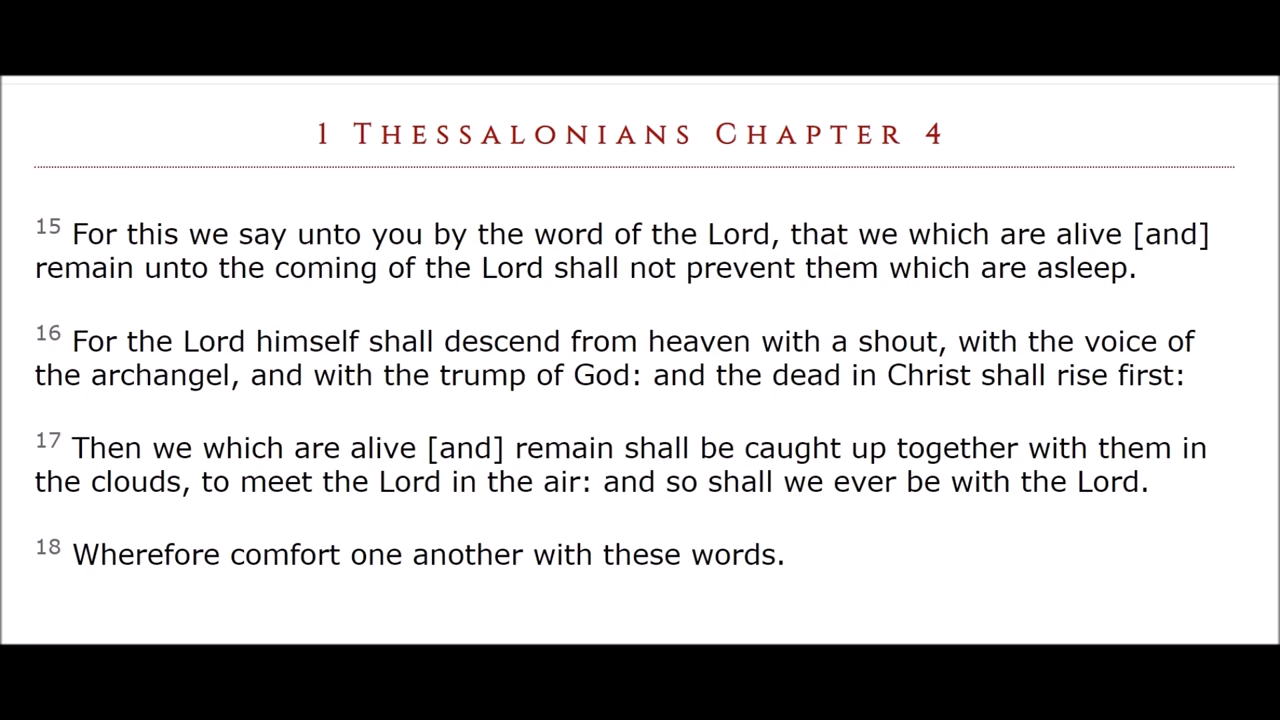 1 Thessalonians Chapter 4
15 For this we say unto you by the word of the Lord, that we which are alive [and]
remain unto the coming of the Lord shall not prevent them which are asleep.
16 For the Lord himself shall descend from heaven with a shout, with the voice of
the archangel, and with the trump of God: and the dead in Christ shall rise first:
17 Then we which are alive [and] remain shall be caught up together with them in
the clouds, to meet the Lord in the air: and so shall we ever be with the Lord.
18 Wherefore comfort one another with these words.